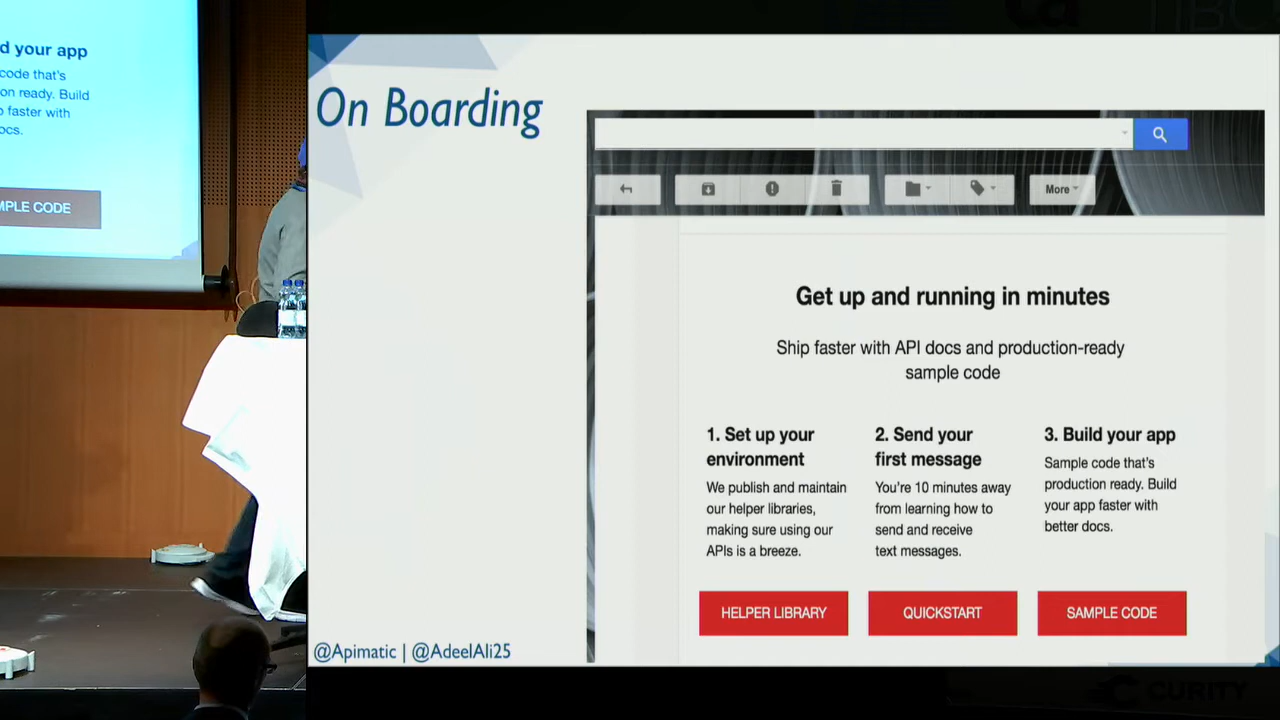 d your app
code that's
on ready. Build
faster with
ocs.
MPLE CODE
On Boarding
More
Get up and running in minutes
Ship faster with API docs and production-ready
sample code
1. Set up your
environment
We publish and maintain
our helper libraries,
making sure using our
APIs is a breeze.
HELPER LIBRARY
2. Send your
first message
You're 10 minutes away
from learning how to
send and receive
text messages.
QUICKSTART
3. Build your app
Sample code that's
production ready. Build
your app faster with
better docs.
SAMPLE CODE
@Apimatic | @AdeelAli25
CURITY